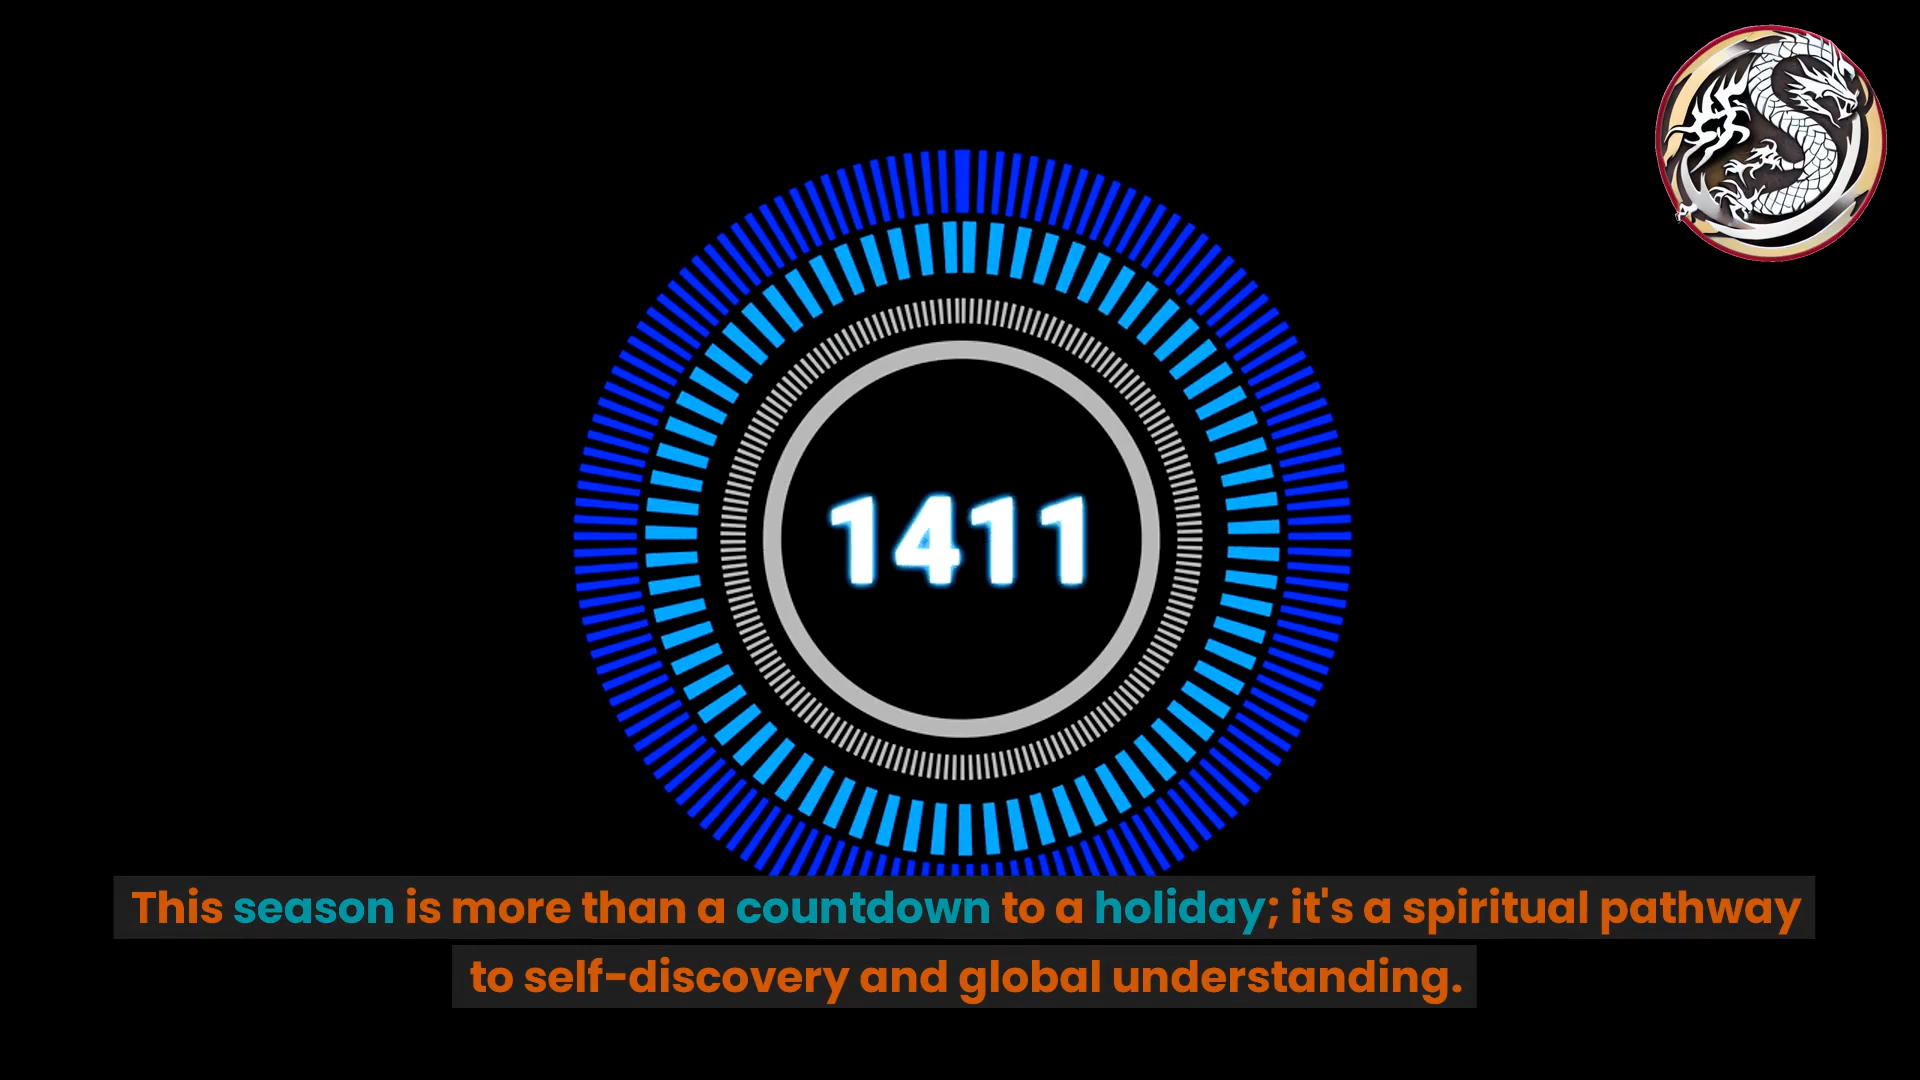 1411
This season is more than a countdown to a holiday; it's a spiritual pathway
to self-discovery and global understanding.